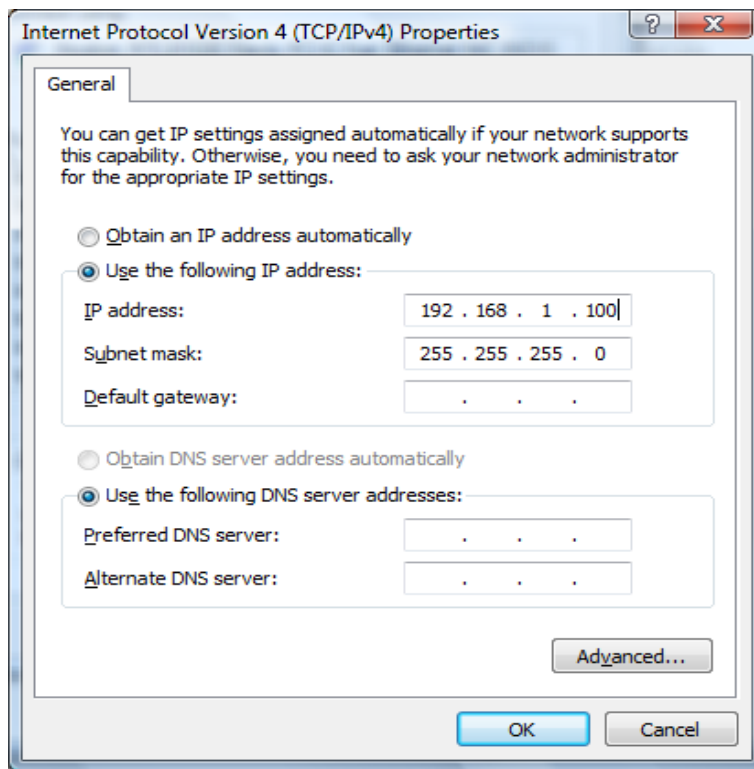 Internet Protocol Version 4 (TCP/IPv4) Properties
?
X
General
You can get IP settings assigned automatically if your network supports
this capability. Otherwise, you need to ask your network administrator
for the appropriate IP settings.
Obtain an IP address automatically
Use the following IP address:
IP address: 192 . 168 . 1 . 100
Subnet mask: 255 . 255 . 255 . 0
Default gateway: . . .
Obtain DNS server address automatically
Use the following DNS server addresses:
Preferred DNS server: . . .
Alternate DNS server: . . .
Advanced...
OK Cancel